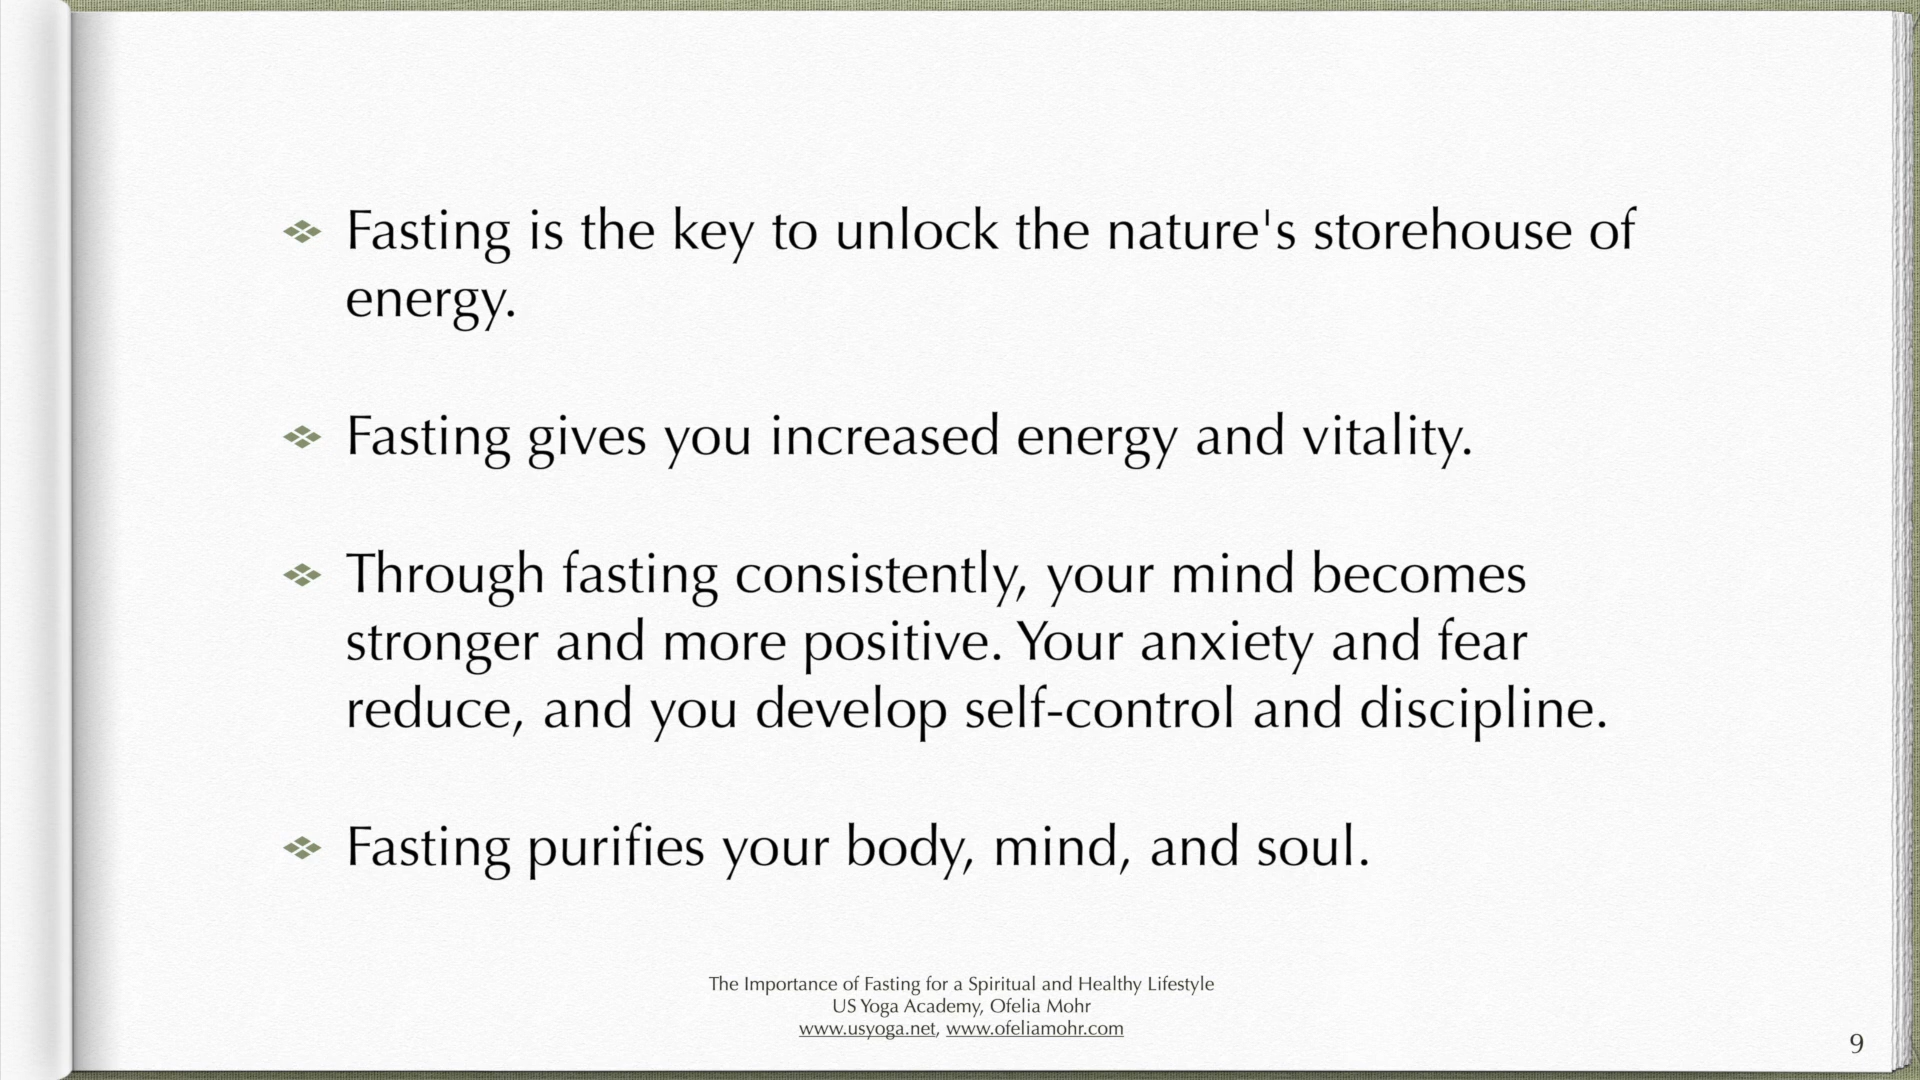 Fasting is the key to unlock the nature's storehouse of
energy.
Fasting gives you increased energy and vitality.
Through fasting consistently, your mind becomes
stronger and more positive. Your anxiety and fear
reduce, and you develop self-control and discipline.
Fasting purifies your body, mind, and soul.
The Importance of Fasting for a Spiritual and Healthy Lifestyle
US Yoga Academy, Ofelia Mohr
www.usyoga.net, www.ofeliamohr.com
9